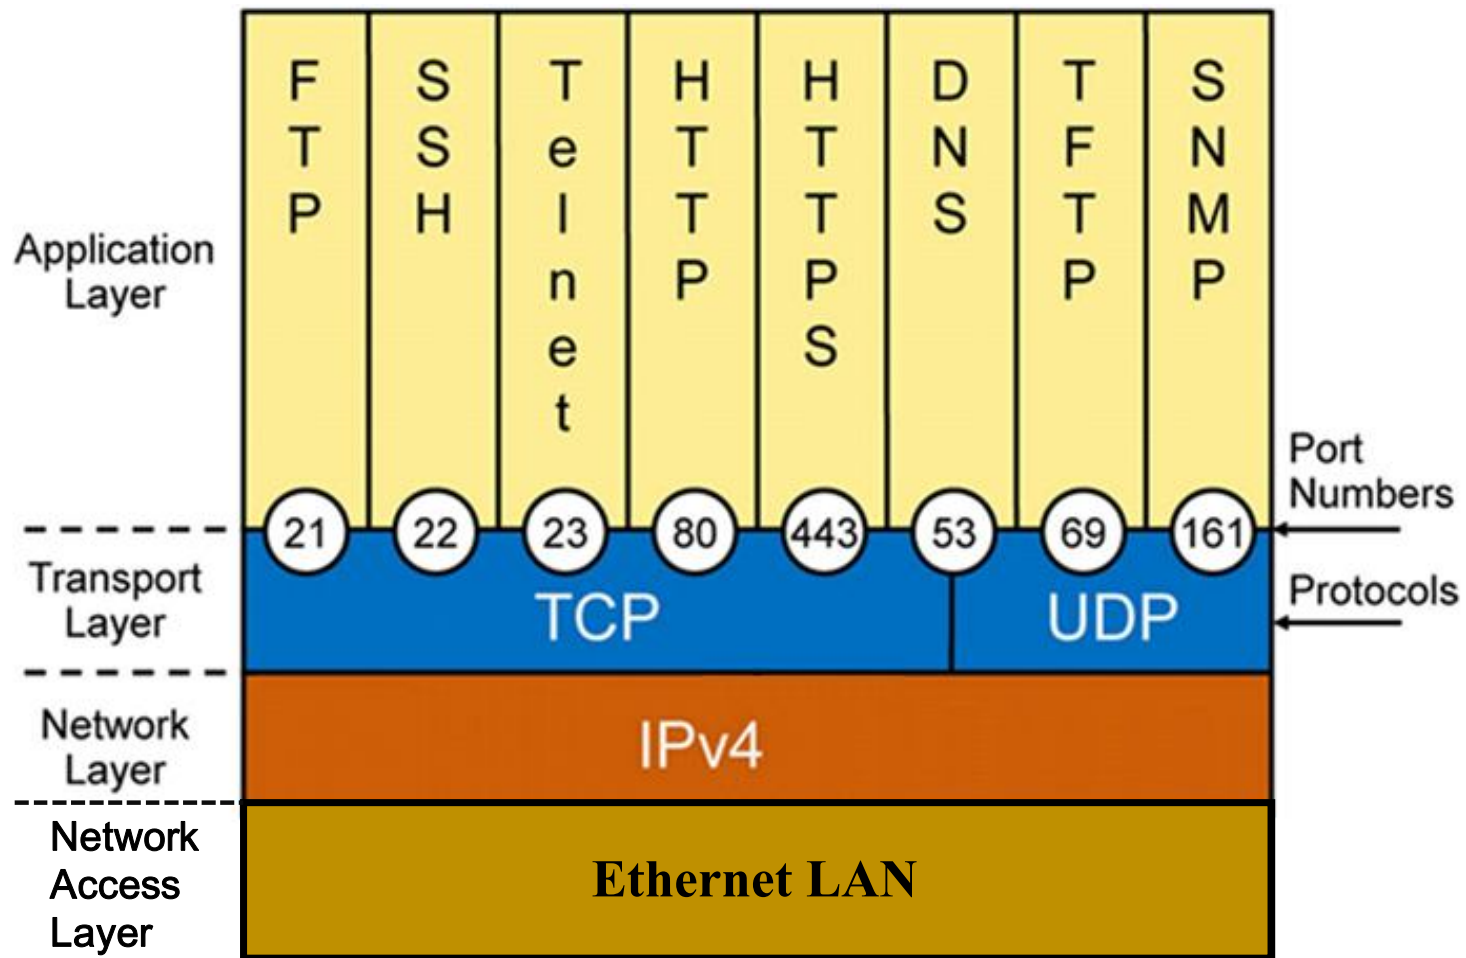 FTP
SSH
Telnet
HTTP
HTTPS
DNS
TFTP
SNMP
Application
Layer
Port
Numbers
21 22 23 80 443 53 69 161
Transport
Layer
TCP UDP
Protocols
Network
Layer
IPv4
Network
Access
Layer
Ethernet LAN